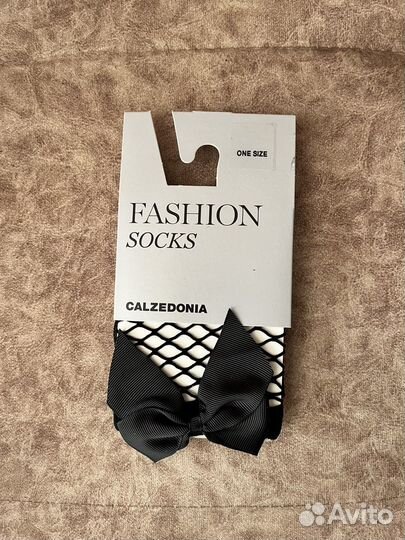 ONE SIZE
FASHION
SOCKS
CALZEDONIA
Avito